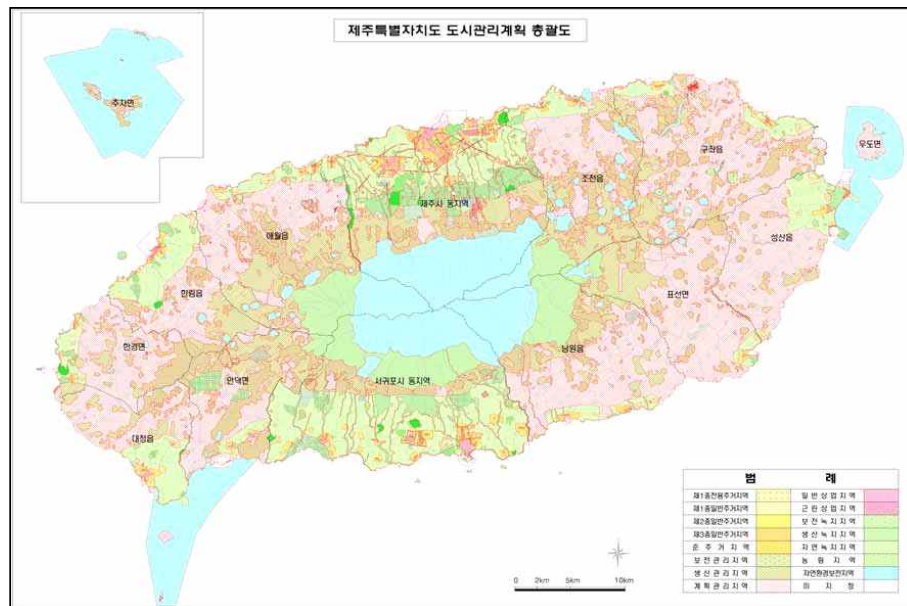 제주특별자치도 도시관리계획 총괄도
추자면
우도면
구좌읍
조천읍
제주시 동지역
성산읍
애월읍
표선면
한림읍
남원읍
한경면
안덕면
서귀포시 동지역
대정읍
범 례
제1종전용주거지역 일반상업지역
제1종일반주거지역 근린상업지역
제2종일반주거지역 보전녹지지역
제3종일반주거지역 생산녹지지역
준주거지역 자연녹지지역
보전관리지역 농림지역
생산관리지역 자연환경보전지역
계획관리지역 미지정
0 2km 5km 10km